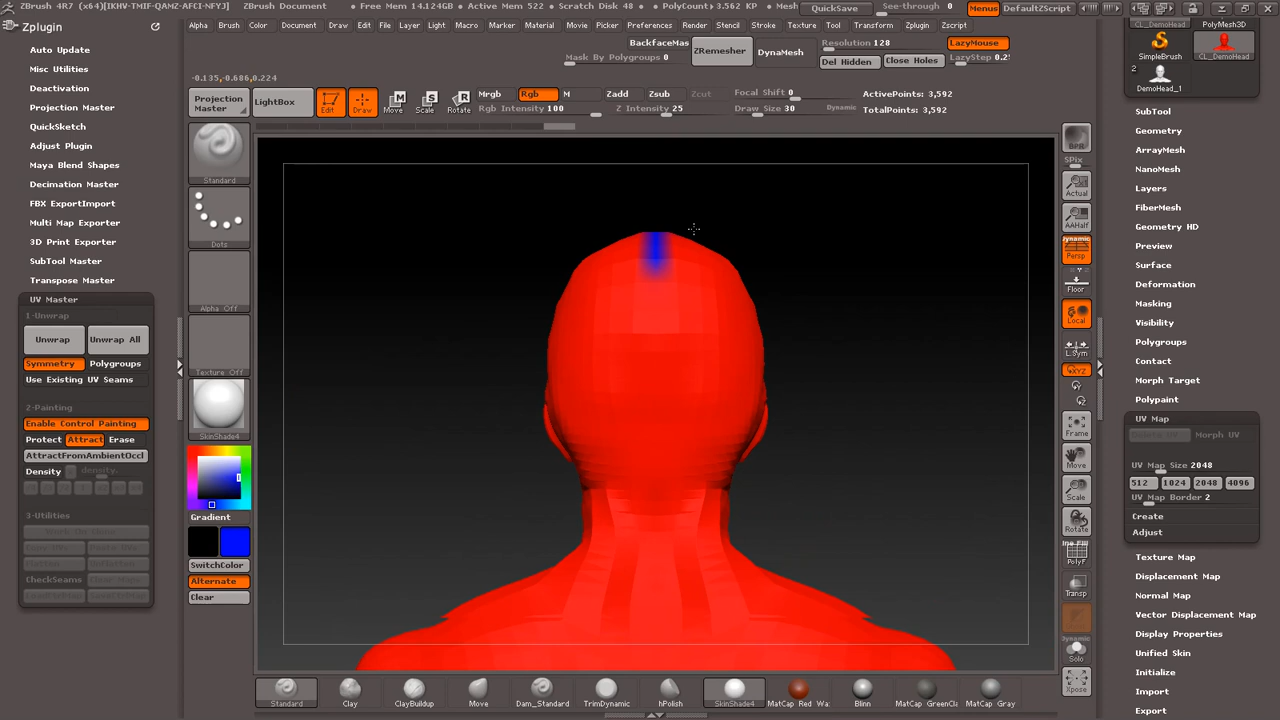 ZBrush 4R7 (x64)[IKHV-TMIF-QAMZ-AFCI-NFYJ]
ZBrush Document
Free Mem 14.124GB
Active Mem 522
Scratch Disk 48
PolyCount 3.562 KP
Mesh
QuickSave
See-through 0
Menus
DefaultZScript
Alpha
Brush
Color
Document
Draw
Edit
File
Layer
Light
Macro
Marker
Material
Movie
Picker
Preferences
Render
Stencil
Stroke
Texture
Tool
Transform
Zplugin
Zscript
Zplugin
Auto Update
Misc Utilities
Deactivation
Projection Master
QuickSketch
Adjust Plugin
Maya Blend Shapes
Decimation Master
FBX ExportImport
Multi Map Exporter
3D Print Exporter
SubTool Master
Transpose Master
UV Master
1-Unwrap
Unwrap
Unwrap All
Symmetry
Polygroups
Use Existing UV Seams
2-Painting
Enable Control Painting
Protect
Attract
Erase
AttractFromAmbientOccl
Density
density.
3-Utilities
CheckSeams
-0.135,-0.686,0.224
BackfaceMas
Mask By Polygroups 0
ZRemesher
DynaMesh
Resolution 128
Del Hidden
Close Holes
LazyMouse
LazyStep 0.2
Projection Master
LightBox
Edit
Draw
Move
Scale
Rotate
Mrgb
Rgb
M
Zadd
Zsub
Zcut
Rgb Intensity 100
Z Intensity 25
Focal Shift 0
Draw Size 30
Dynamic
ActivePoints: 3,592
TotalPoints: 3,592
Standard
Dots
Alpha Off
Texture Off
SkinShade4
Gradient
SwitchColor
Alternate
Clear
BPR
SPix
Actual
AAHalf
Dynamic
Persp
Floor
Local
L.Sym
XYZ
Frame
Move
Scale
Rotate
PolyF
Transp
Dynamic
Solo
Xpose
Standard
Clay
ClayBuildup
Move
Dam_Standard
TrimDynamic
hPolish
SkinShade4
MatCap Red Wa:
Blinn
MatCap GreenCl
MatCap Gray
CL_DemoHead
PolyMesh3D
SimpleBrush
CL_DemoHead
2
DemoHead_1
SubTool
Geometry
ArrayMesh
NanoMesh
Layers
FiberMesh
Geometry HD
Preview
Surface
Deformation
Masking
Visibility
Polygroups
Contact
Morph Target
Polypaint
UV Map
Delete UV
Morph UV
UV Map Size 2048
512
1024
2048
4096
UV Map Border 2
Create
Adjust
Texture Map
Displacement Map
Normal Map
Vector Displacement Map
Display Properties
Unified Skin
Initialize
Import
Export